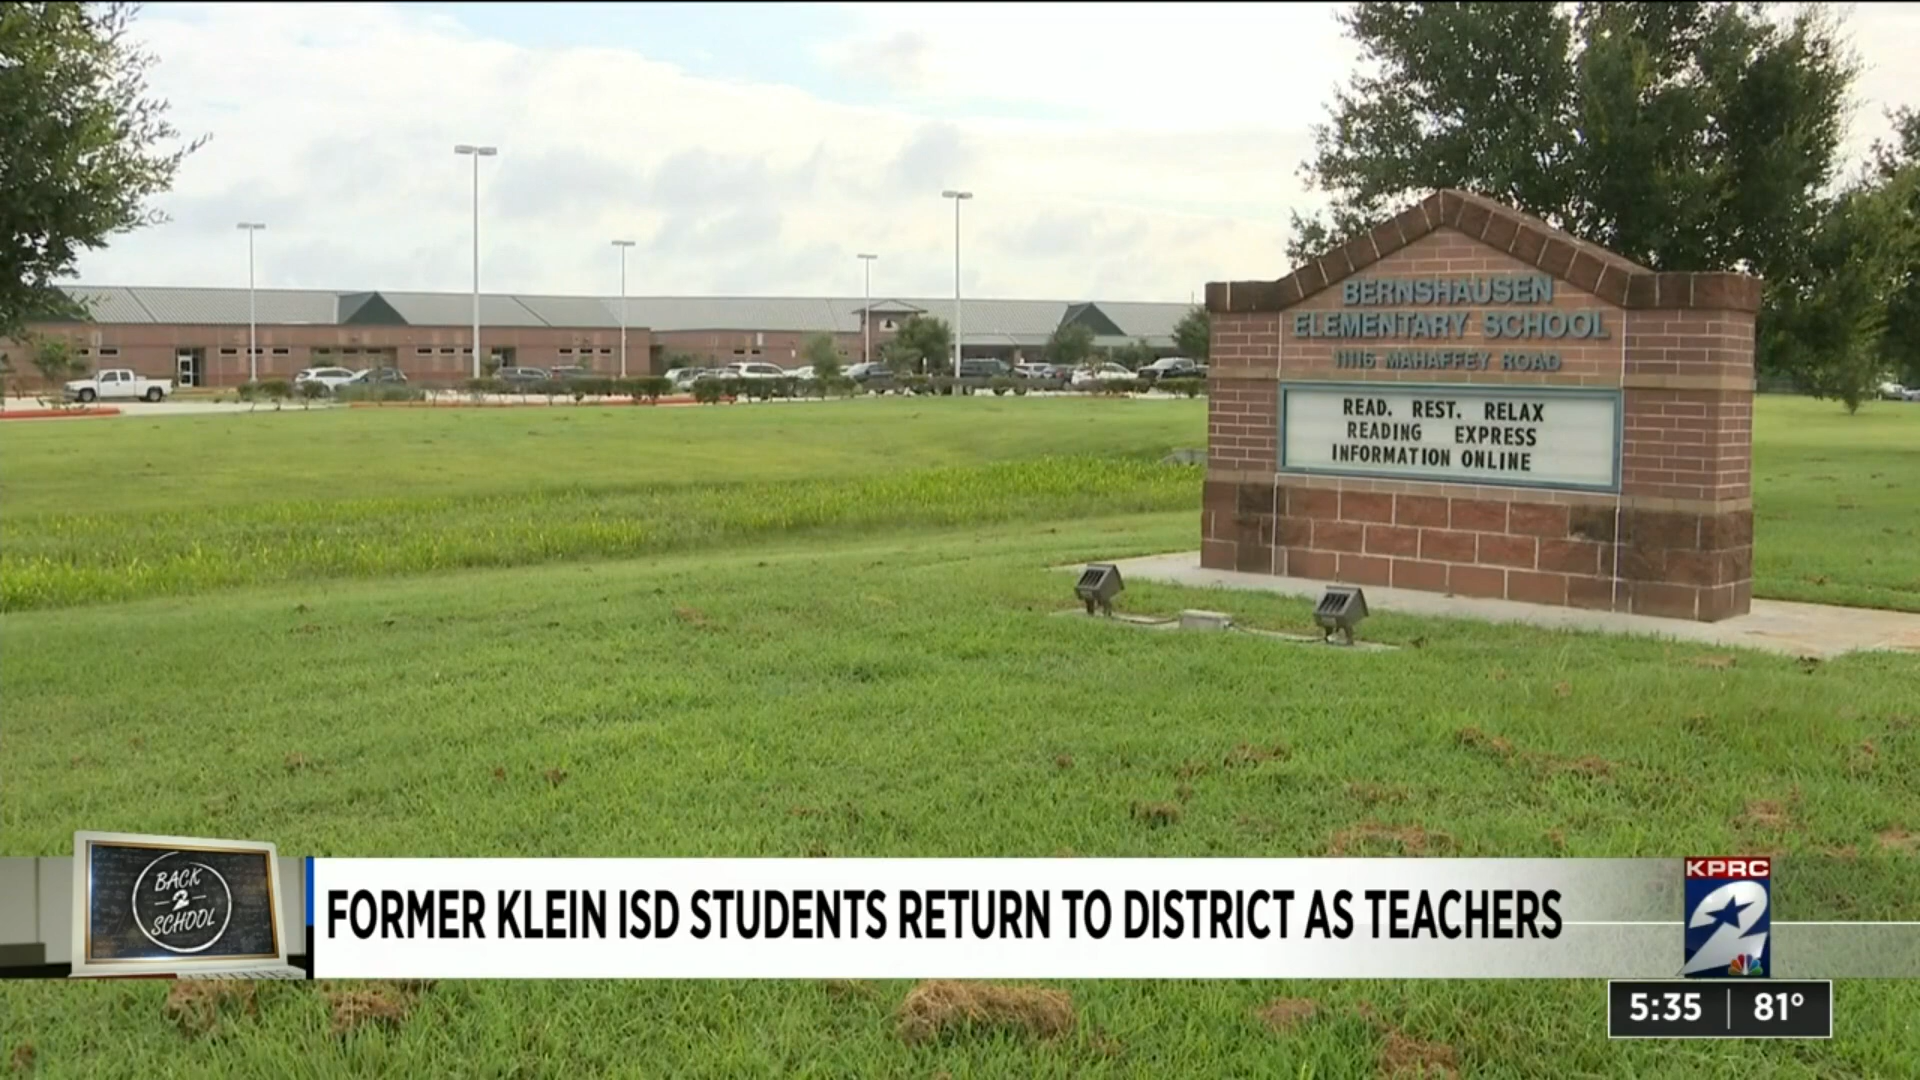 BERNSHAUSEN
ELEMENTARY SCHOOL
11116 MAHAFFEY ROAD
READ. REST. RELAX
READING EXPRESS
INFORMATION ONLINE
BACK
2
SCHOOL
FORMER KLEIN ISD STUDENTS RETURN TO DISTRICT AS TEACHERS
KPRC
2
5:35 81°